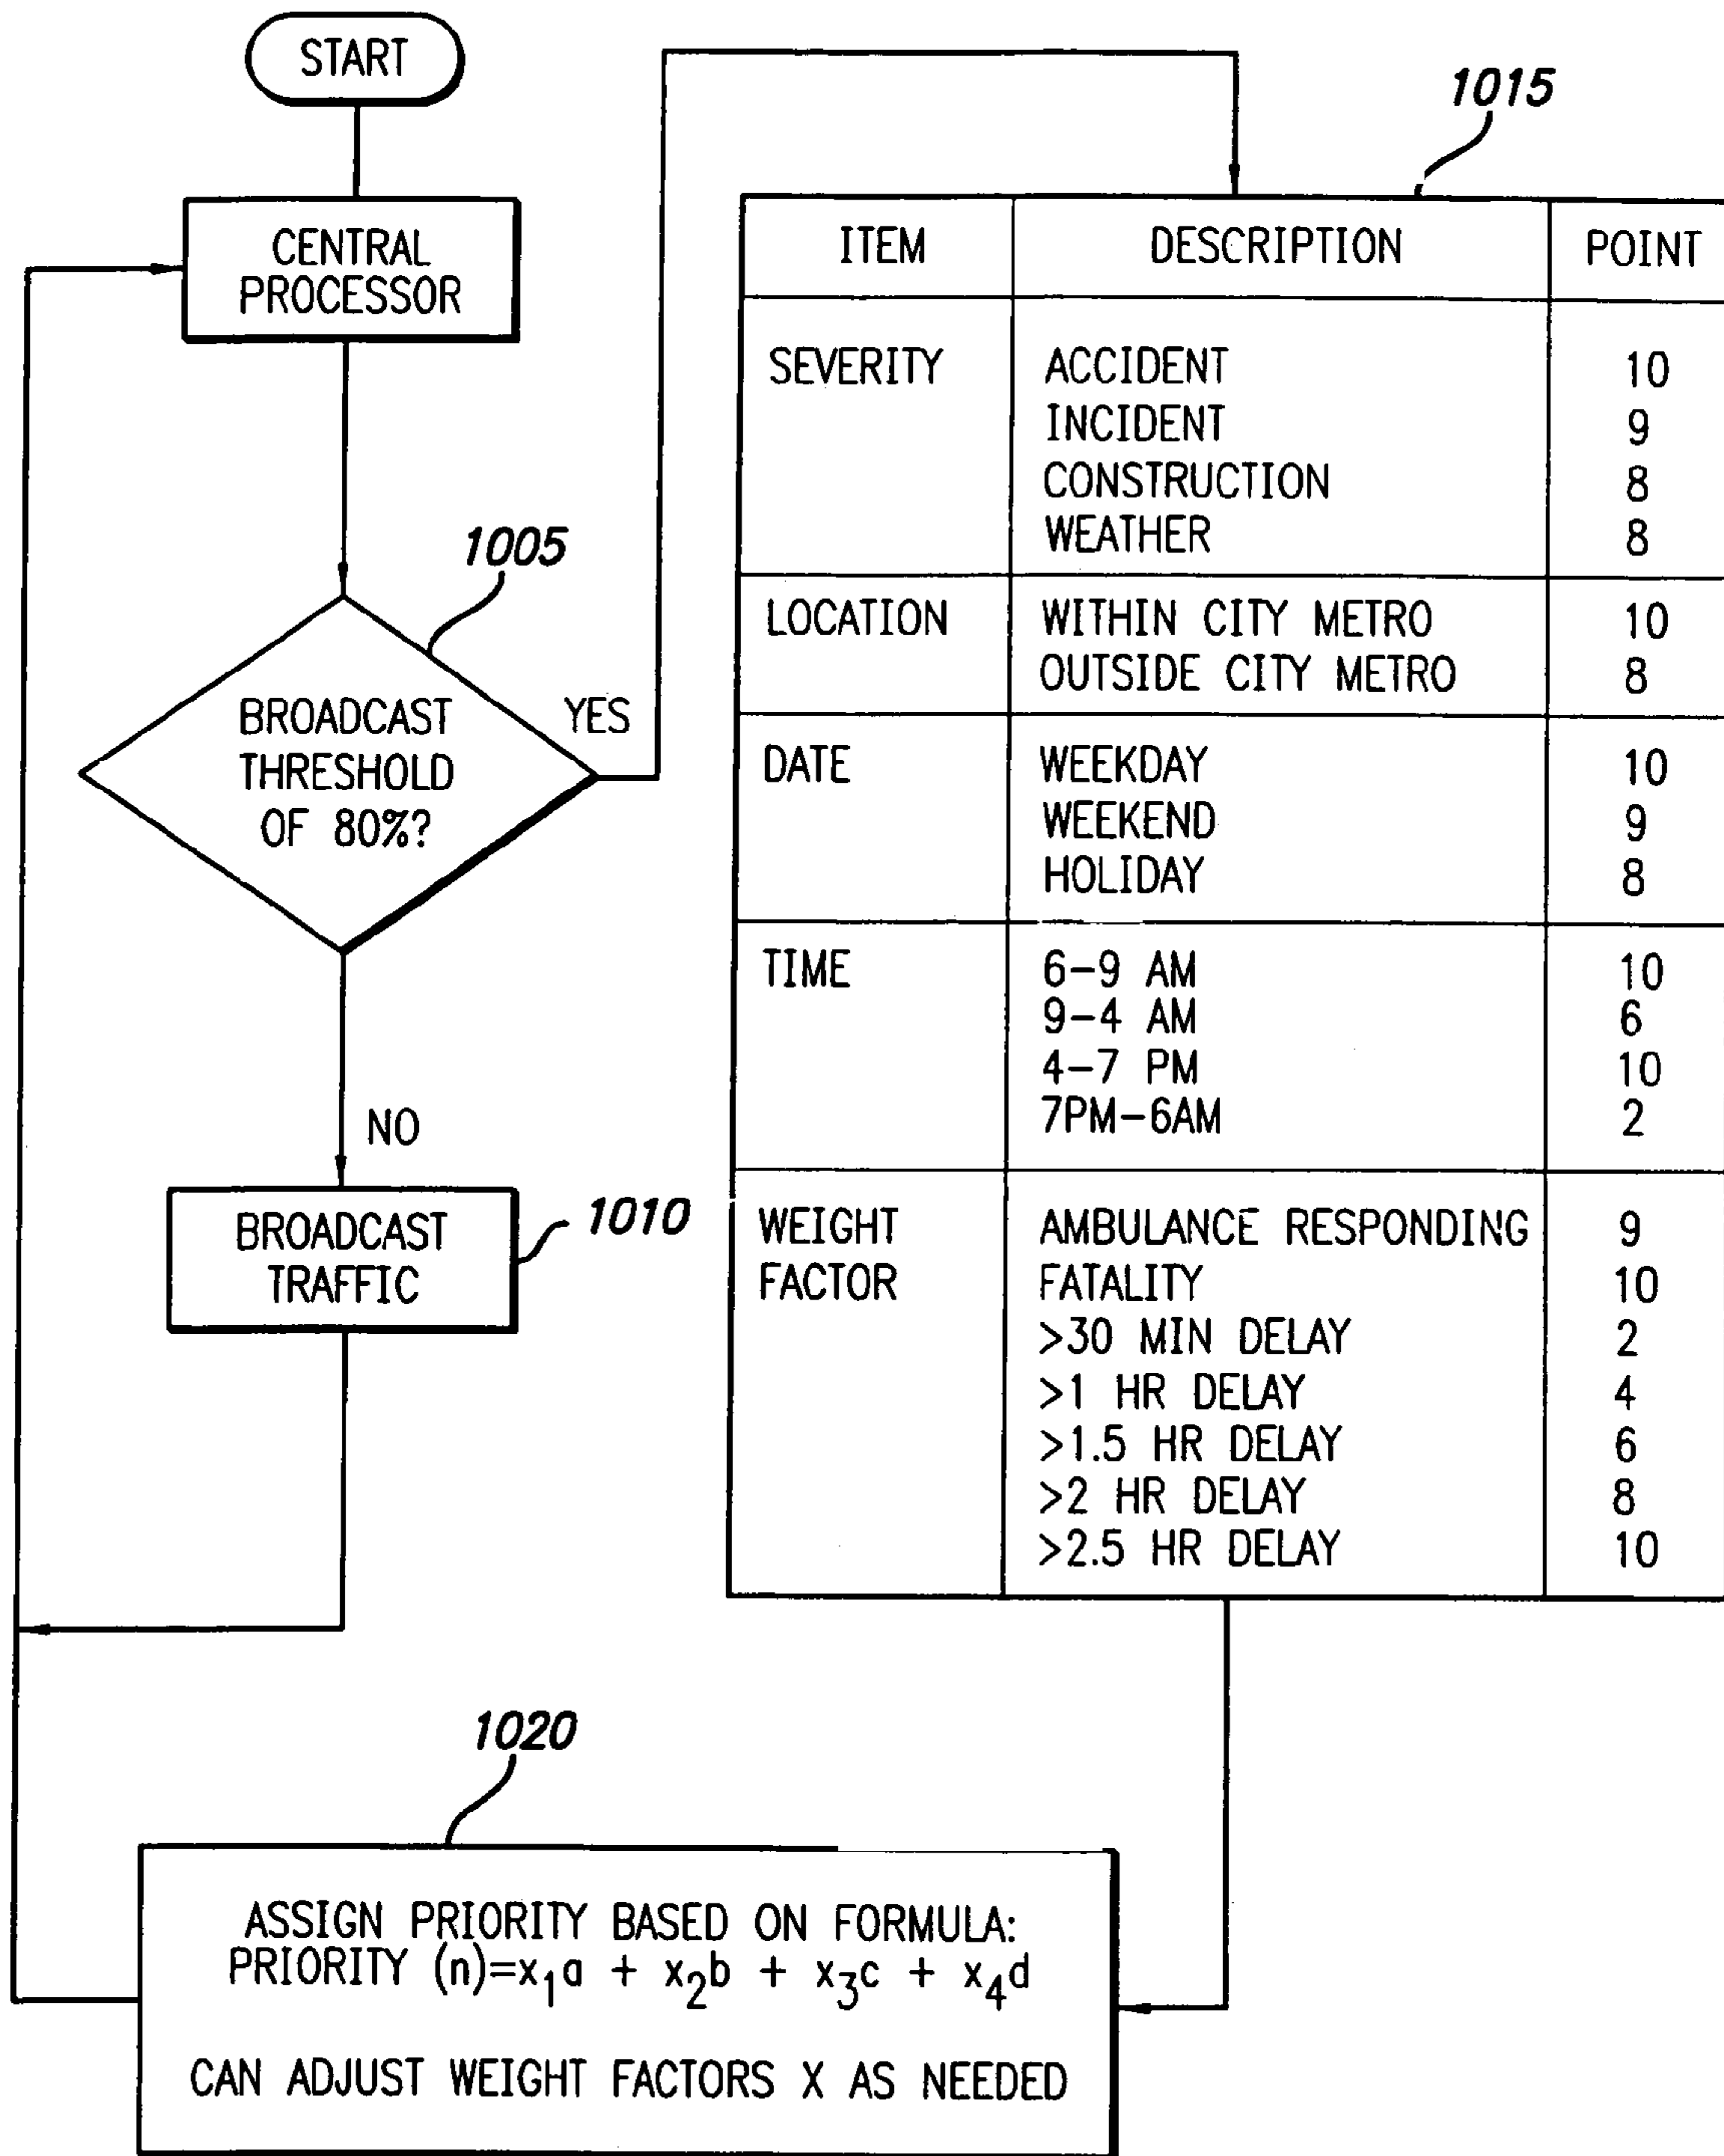 START
CENTRAL
PROCESSOR
1005
BROADCAST
THRESHOLD
OF 80%?
YES
NO
BROADCAST
TRAFFIC
1010
1015
ITEM DESCRIPTION POINT
SEVERITY ACCIDENT 10
INCIDENT 9
CONSTRUCTION 8
WEATHER 8
LOCATION WITHIN CITY METRO 10
OUTSIDE CITY METRO 8
DATE WEEKDAY 10
WEEKEND 9
HOLIDAY 8
TIME 6-9 AM 10
9-4 AM 6
4-7 PM 10
7PM-6AM 2
WEIGHT AMBULANCE RESPONDING 9
FACTOR FATALITY 10
>30 MIN DELAY 2
>1 HR DELAY 4
>1.5 HR DELAY 6
>2 HR DELAY 8
>2.5 HR DELAY 10
1020
ASSIGN PRIORITY BASED ON FORMULA:
PRIORITY (n)=x₁a + x₂b + x₃c + x₄d
CAN ADJUST WEIGHT FACTORS X AS NEEDED